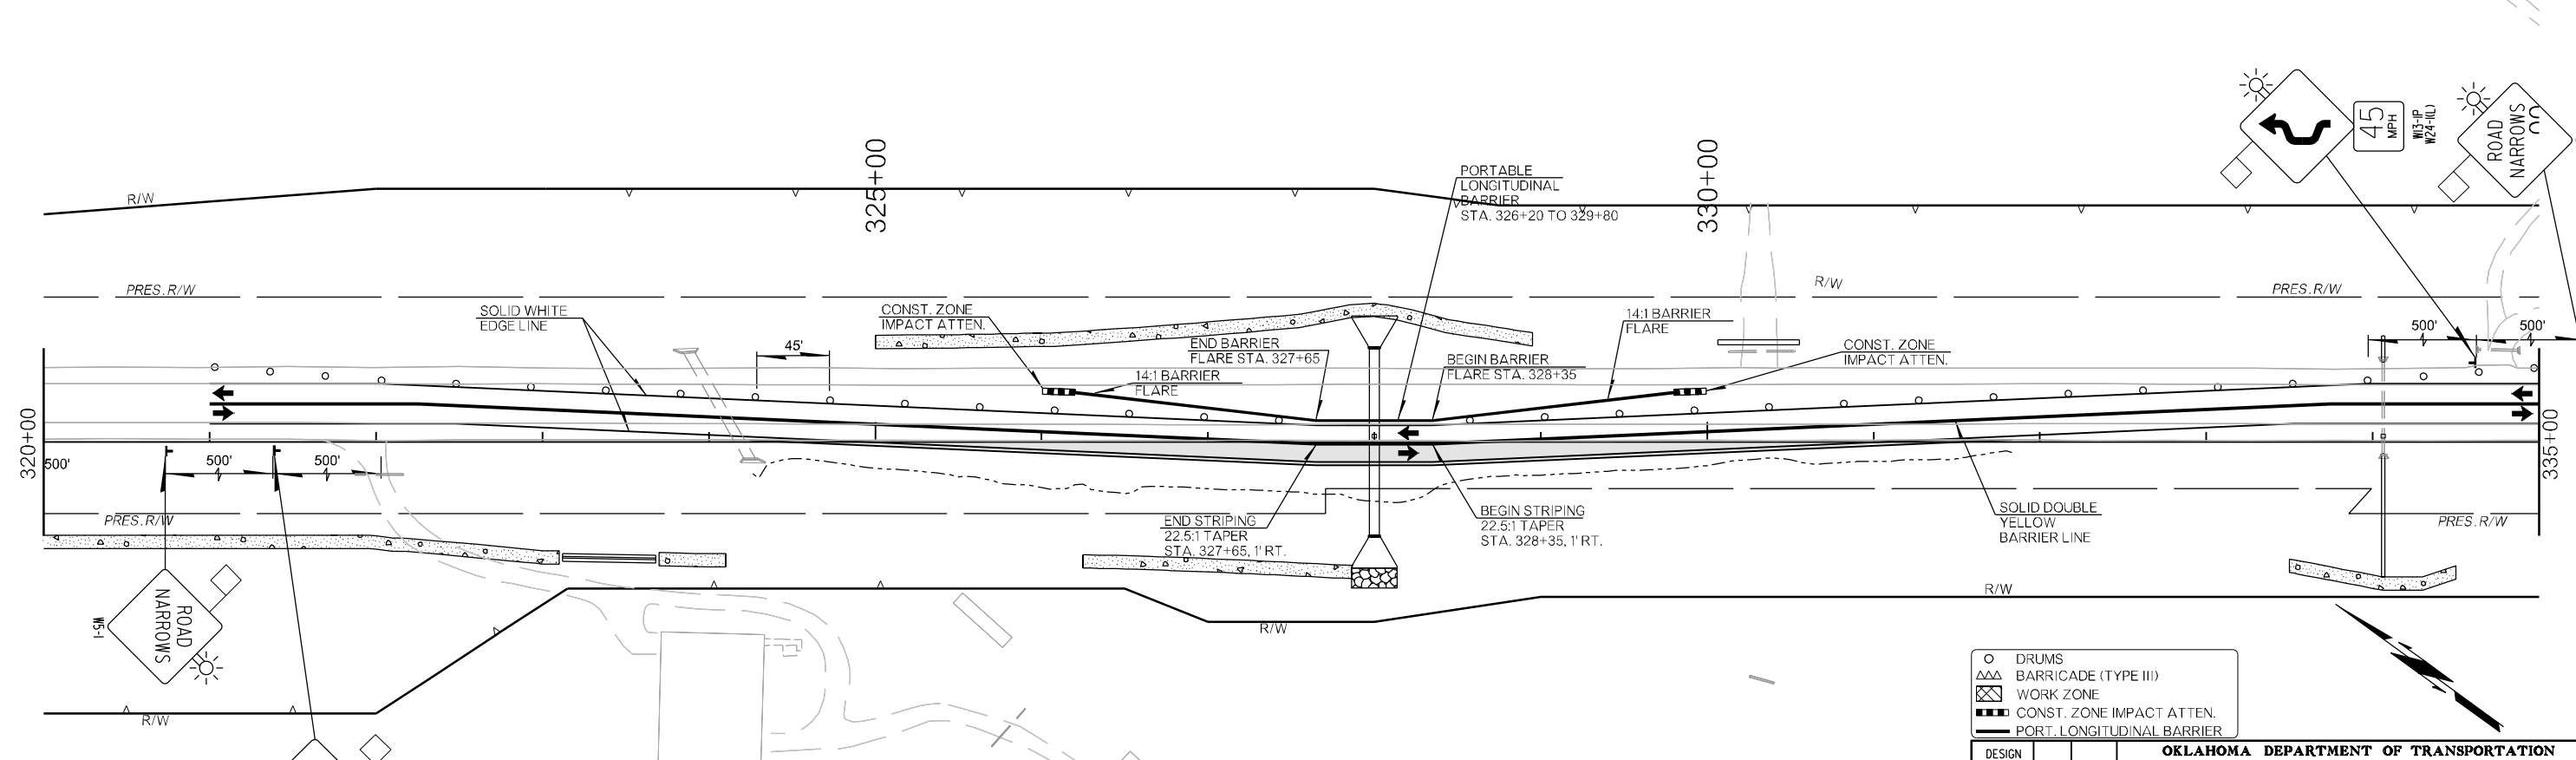 325+00
330+00
PORTABLE
LONGITUDINAL
BARRIER
STA. 326+20 TO 329+80
45
MPH
W13-1P
W24-1(L)
ROAD
NARROWS
R/W
R/W
PRES.R/W
PRES.R/W
SOLID WHITE
EDGE LINE
CONST. ZONE
IMPACT ATTEN.
14:1 BARRIER
FLARE
CONST. ZONE
IMPACT ATTEN.
45'
END BARRIER
FLARE STA. 327+65
BEGIN BARRIER
FLARE STA. 328+35
14:1 BARRIER
FLARE
500'
500'
320+00
335+00
500'
500'
500'
PRES.R/W
PRES.R/W
END STRIPING
22.5:1 TAPER
STA. 327+65, 1' RT.
BEGIN STRIPING
22.5:1 TAPER
STA. 328+35, 1' RT.
SOLID DOUBLE
YELLOW
BARRIER LINE
W5-1
ROAD
NARROWS
R/W
R/W
R/W
DRUMS
BARRICADE (TYPE III)
WORK ZONE
CONST. ZONE IMPACT ATTEN.
PORT. LONGITUDINAL BARRIER
DESIGN
OKLAHOMA DEPARTMENT OF TRANSPORTATION